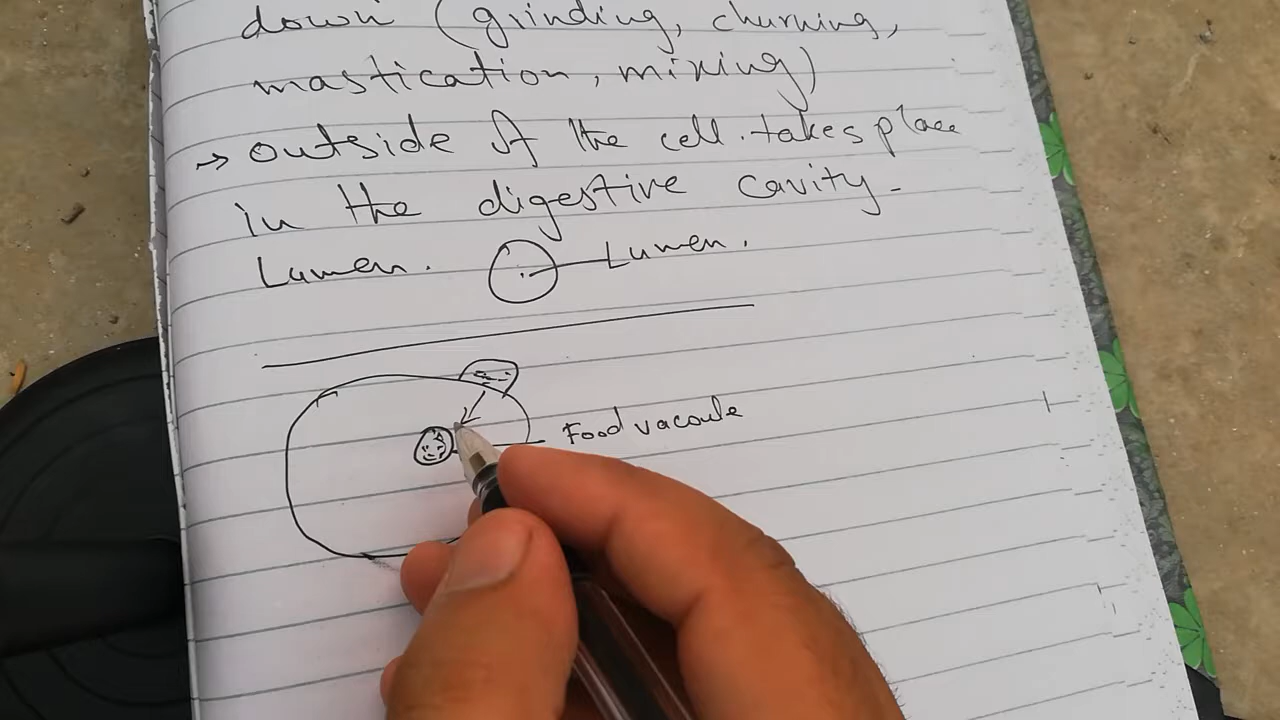 down (grinding, churning,
mastication, mixing)
→ outside of the cell. takes place
in the digestive cavity-
Lumen. Lumen.
Food vacoule